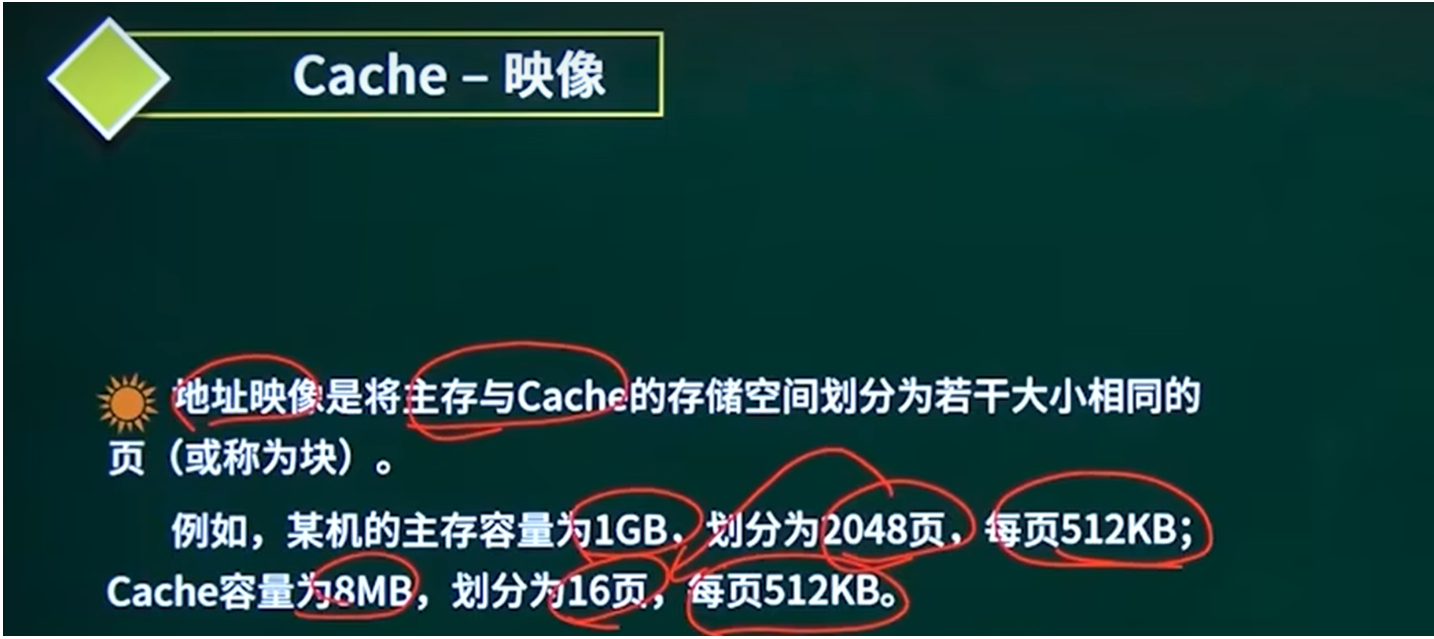 Cache – 映像
地址映像是将主存与Cache的存储空间划分为若干大小相同的
页（或称为块）。
例如，某机的主存容量为1GB，划分为2048页，每页512KB；
Cache容量为8MB，划分为16页，每页512KB。